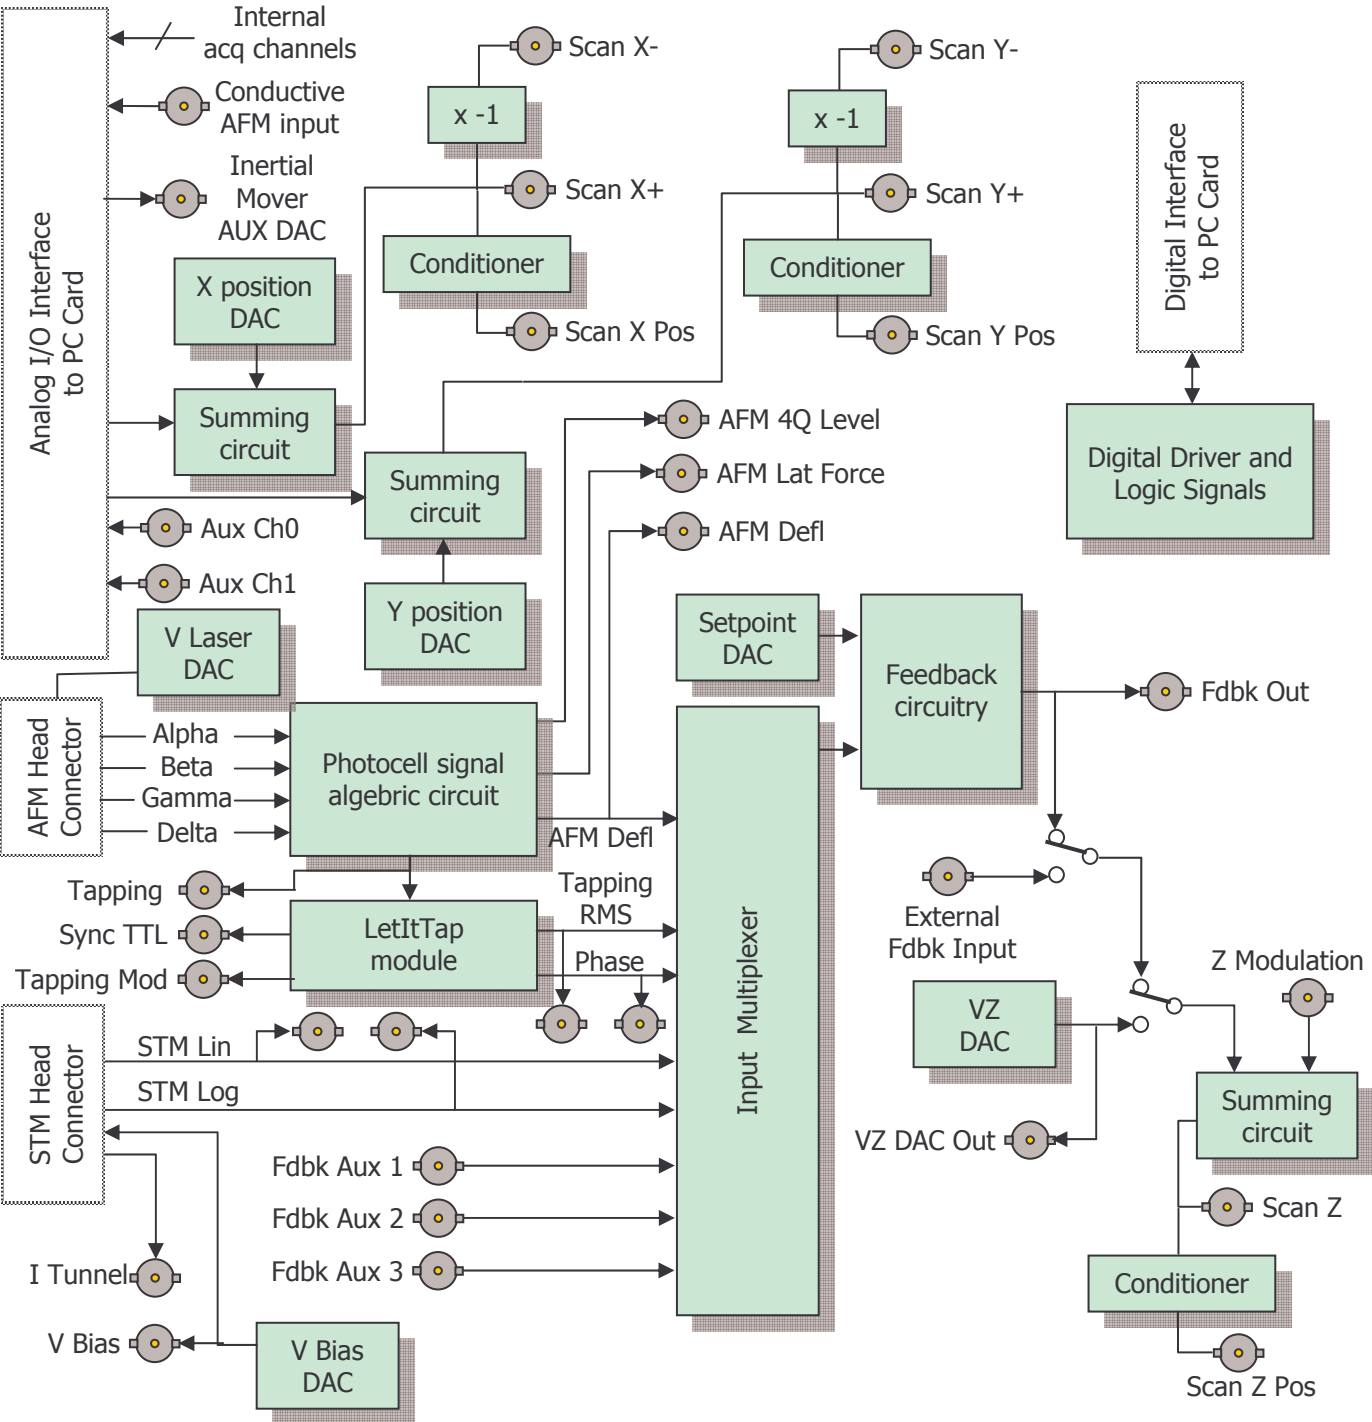 Internal
acq channels
Conductive
AFM input
Inertial
Mover
AUX DAC
Analog I/O Interface
to PC Card
X position
DAC
Summing
circuit
Scan X-
x -1
Scan X+
Conditioner
Scan X Pos
Scan Y-
x -1
Scan Y+
Conditioner
Scan Y Pos
Digital Interface
to PC Card
Digital Driver and
Logic Signals
Summing
circuit
Y position
DAC
Aux Ch0
Aux Ch1
AFM 4Q Level
AFM Lat Force
AFM Defl
V Laser
DAC
AFM Head
Connector
Alpha
Beta
Gamma
Delta
Photocell signal
algebric circuit
AFM Defl
Setpoint
DAC
Feedback
circuitry
Fdbk Out
Tapping
Sync TTL
Tapping Mod
LetItTap
module
Tapping
RMS
Phase
Input Multiplexer
External
Fdbk Input
Z Modulation
VZ
DAC
VZ DAC Out
Summing
circuit
Scan Z
Conditioner
Scan Z Pos
STM Head
Connector
STM Lin
STM Log
Fdbk Aux 1
Fdbk Aux 2
Fdbk Aux 3
I Tunnel
V Bias
V Bias
DAC